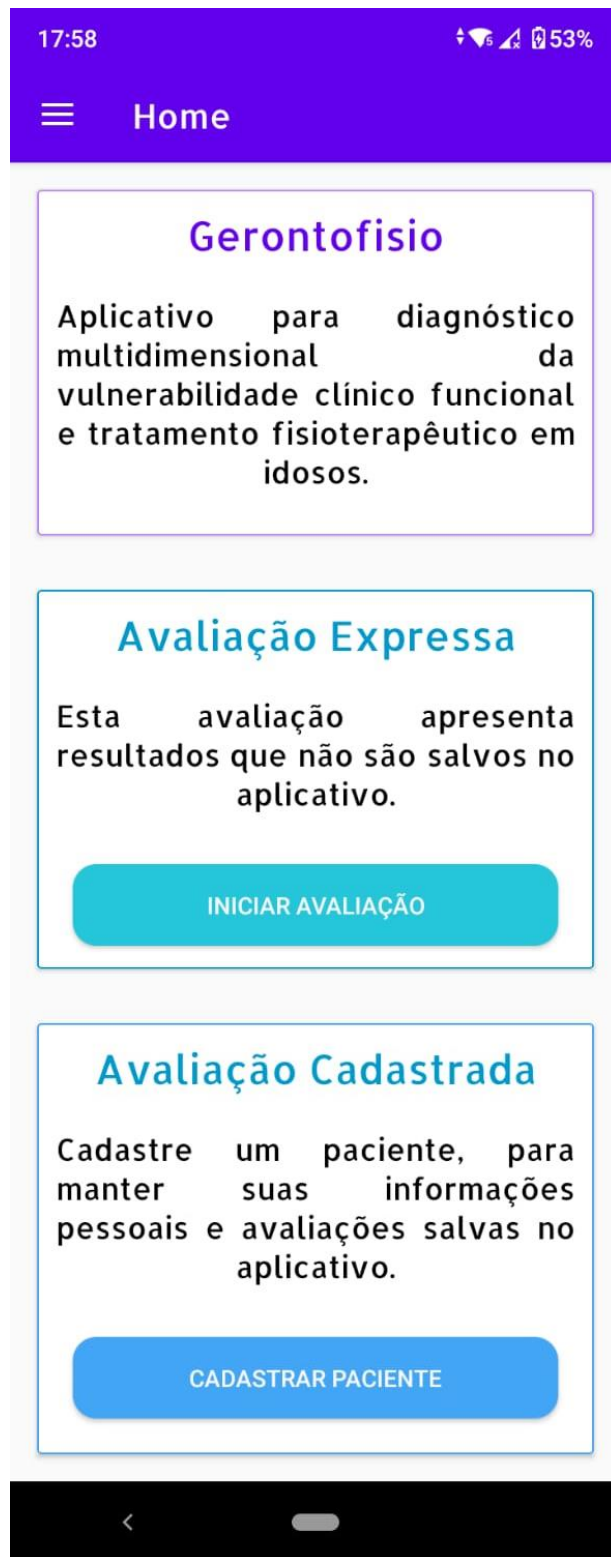 17:58
5 x 53%
Home
Gerontofisio
Aplicativo para diagnóstico
multidimensional da
vulnerabilidade clínico funcional
e tratamento fisioterapêutico em
idosos.
Avaliação Expressa
Esta avaliação apresenta
resultados que não são salvos no
aplicativo.
INICIAR AVALIAÇÃO
Avaliação Cadastrada
Cadastre um paciente, para
manter suas informações
pessoais e avaliações salvas no
aplicativo.
CADASTRAR PACIENTE